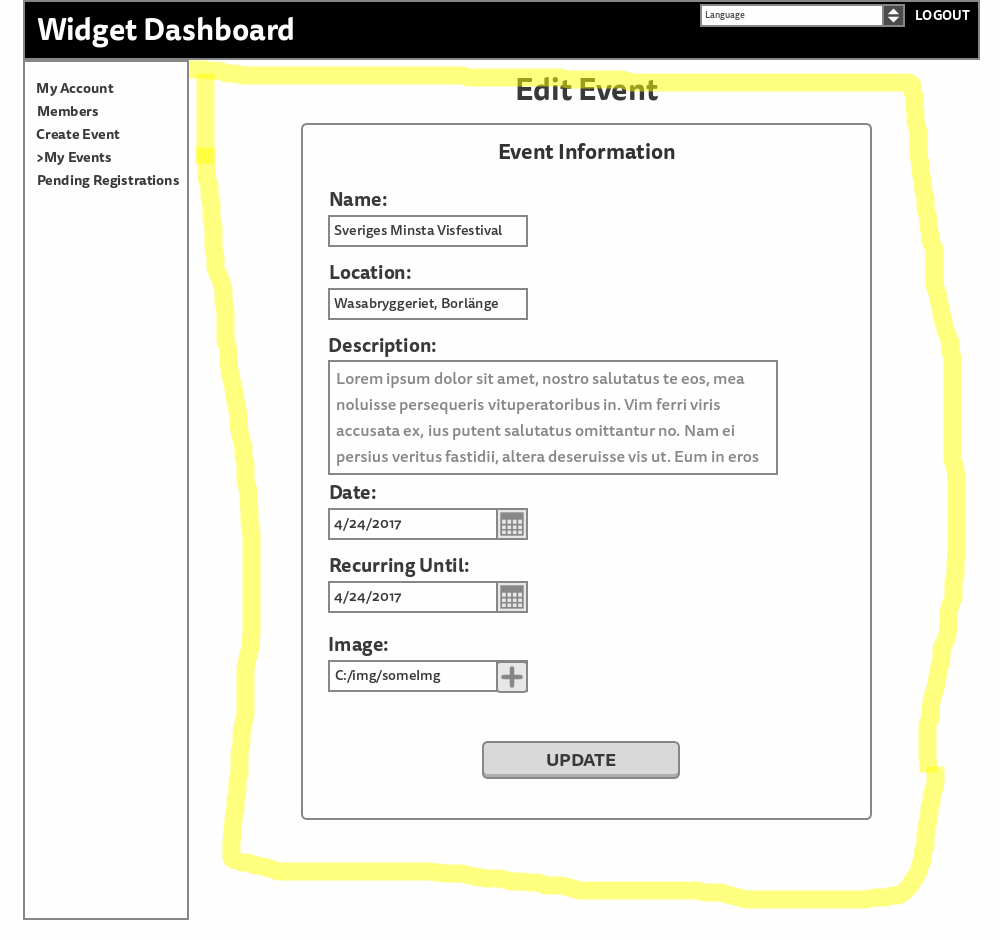 Widget Dashboard
Language
LOGOUT
My Account
Members
Create Event
>My Events
Pending Registrations
Edit Event
Event Information
Name:
Sveriges Minsta Visfestival
Location:
Wasabryggeriet, Borlänge
Description:
Lorem ipsum dolor sit amet, nostro salutatus te eos, mea
noluisse persequeris vituperatoribus in. Vim ferri viris
accusata ex, ius putent salutatus omittantur no. Nam ei
persius veritus fastidii, altera deseruisse vis ut. Eum in eros
Date:
4/24/2017
Recurring Until:
4/24/2017
Image:
C:/img/someImg
UPDATE